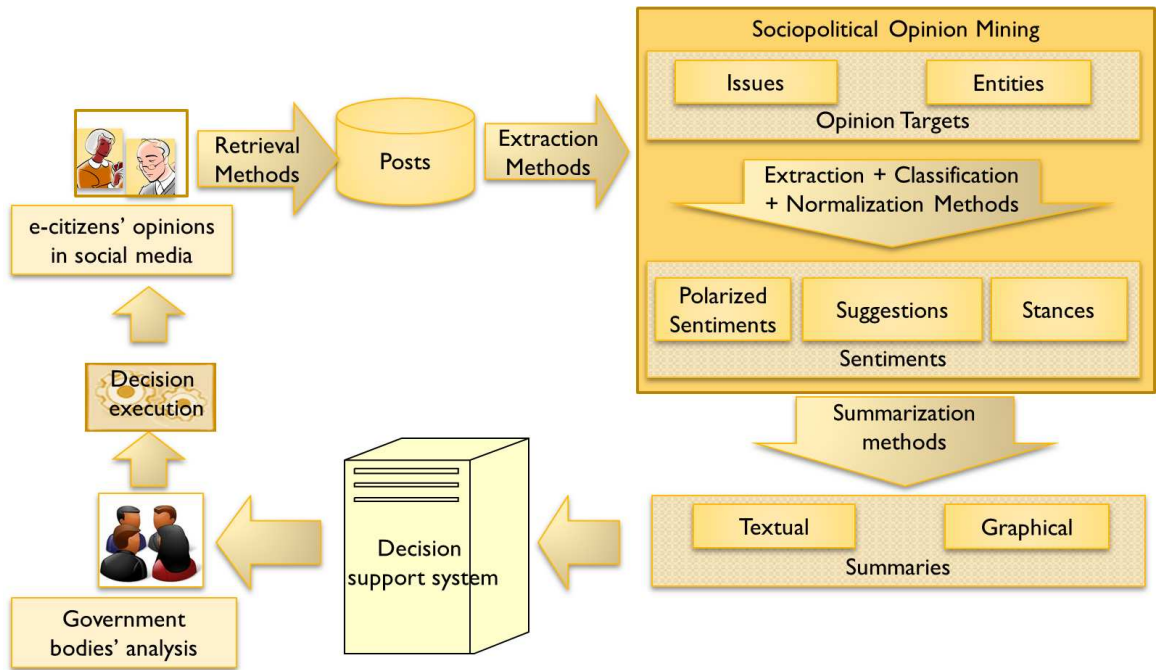 Sociopolitical Opinion Mining
Issues
Entities
Opinion Targets
Retrieval
Methods
Posts
Extraction
Methods
Extraction + Classification
+ Normalization Methods
e-citizens' opinions
in social media
Polarized
Sentiments
Suggestions
Stances
Sentiments
Decision
execution
Summarization
methods
Textual
Graphical
Summaries
Decision
support system
Government
bodies' analysis